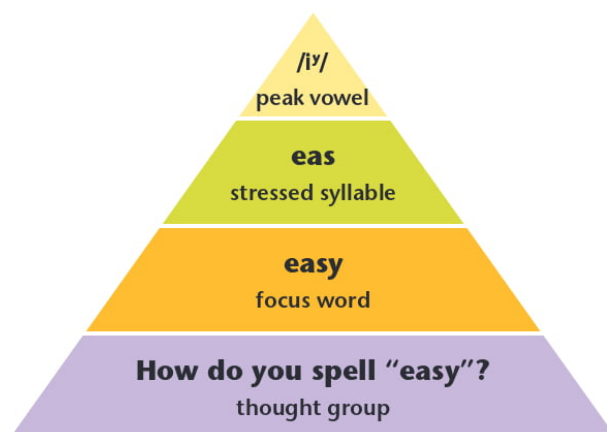 /iʸ/
peak vowel
eas
stressed syllable
easy
focus word
How do you spell “easy”?
thought group